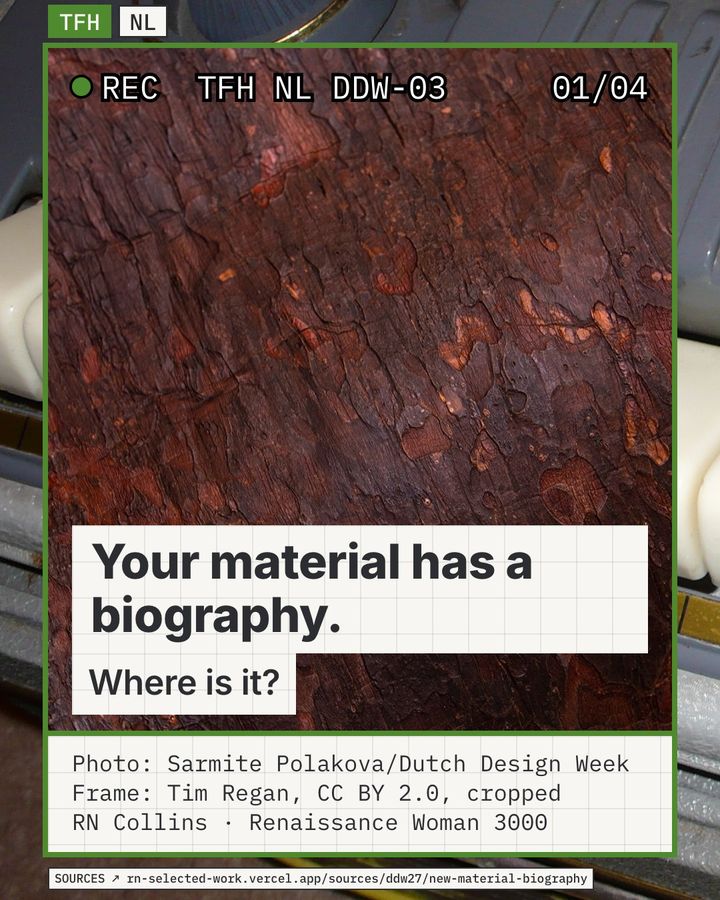 TFH NL
REC TFH NL DDW-03 01/04
Your material has a
biography.
Where is it?
Photo: Sarmite Polakova/Dutch Design Week
Frame: Tim Regan, CC BY 2.0, cropped
RN Collins · Renaissance Woman 3000
SOURCES ↗ rn-selected-work.vercel.app/sources/ddw27/new-material-biography